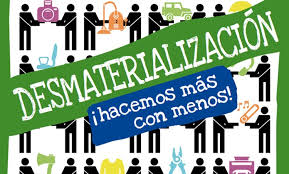 DESMATERIALIZACIÓN
¡hacemos más
con menos!